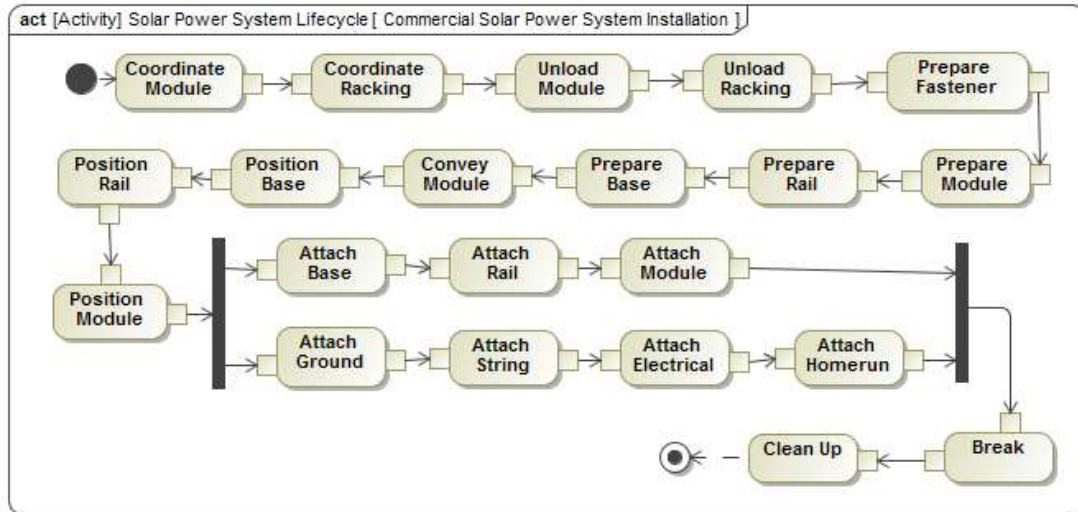 act [Activity] Solar Power System Lifecycle [ Commercial Solar Power System Installation ]
Coordinate
Module
Coordinate
Racking
Unload
Module
Unload
Racking
Prepare
Fastener
Position
Rail
Position
Base
Convey
Module
Prepare
Base
Prepare
Rail
Prepare
Module
Position
Module
Attach
Base
Attach
Rail
Attach
Module
Attach
Ground
Attach
String
Attach
Electrical
Attach
Homerun
Clean Up
Break